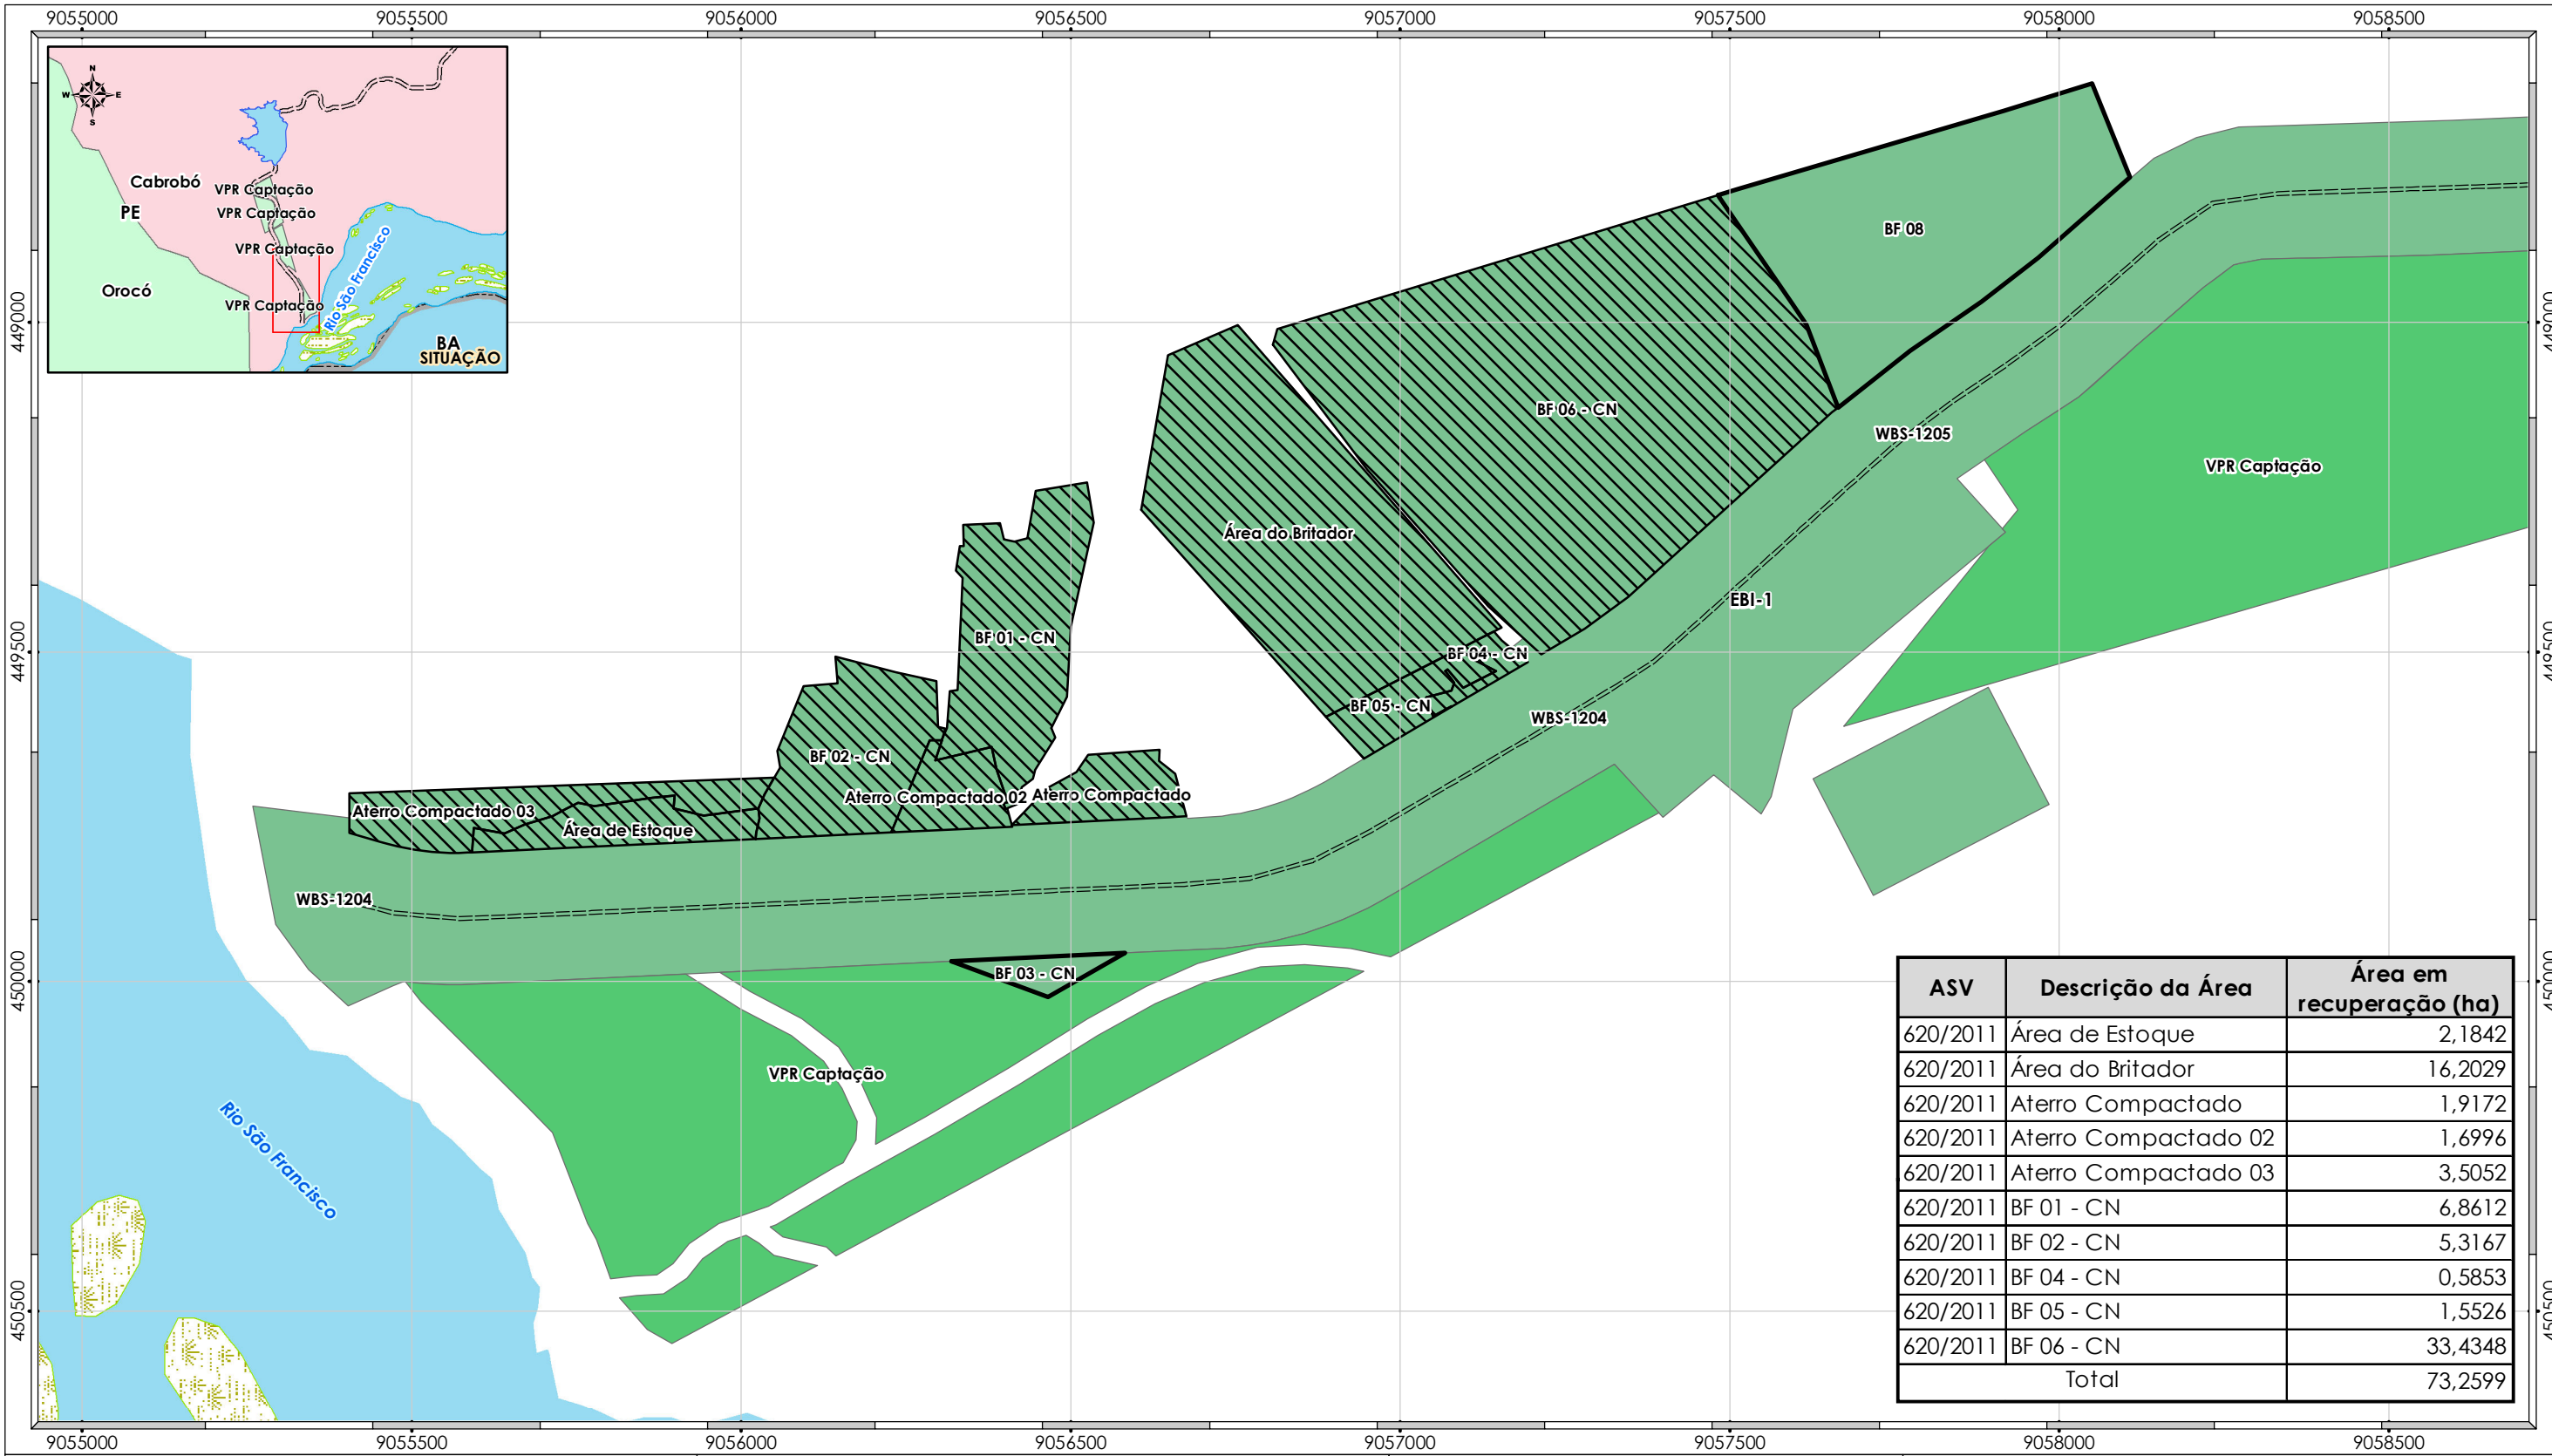 9055000 9055500 9056000 9056500 9057000 9057500 9058000 9058500
N
W E
S
Cabrobó
VPR Captação
PE
VPR Captação
VPR Captação
Rio São Francisco
Orocó
VPR Captação
BA
SITUAÇÃO
BF 08
449000 449000
BF 06 - CN
WBS-1205
VPR Captação
Área do Britador
EBI-1
BF 01 - CN
449500 449500
BF 04 - CN
BF 05 - CN
WBS-1204
BF 02 - CN
Aterro Compactado 02
Aterro Compactado
Aterro Compactado 03
Área de Estoque
WBS-1204
BF 03 - CN
450000 450000
VPR Captação
Rio São Francisco
450500 450500
ASV Descrição da Área Área em recuperação (ha)
620/2011 Área de Estoque 2,1842
620/2011 Área do Britador 16,2029
620/2011 Aterro Compactado 1,9172
620/2011 Aterro Compactado 02 1,6996
620/2011 Aterro Compactado 03 3,5052
620/2011 BF 01 - CN 6,8612
620/2011 BF 02 - CN 5,3167
620/2011 BF 04 - CN 0,5853
620/2011 BF 05 - CN 1,5526
620/2011 BF 06 - CN 33,4348
Total 73,2599
9055000 9055500 9056000 9056500 9057000 9057500 9058000 9058500